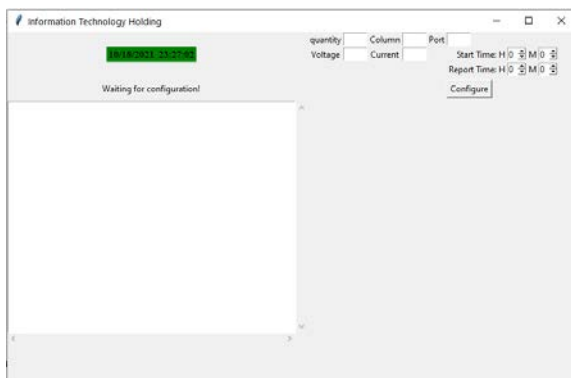 Information Technology Holding
quantity Column Port
10/18/2021 23:27:02
Voltage Current Start Time: H 0 M 0
Report Time: H 0 M 0
Waiting for configuration!
Configure